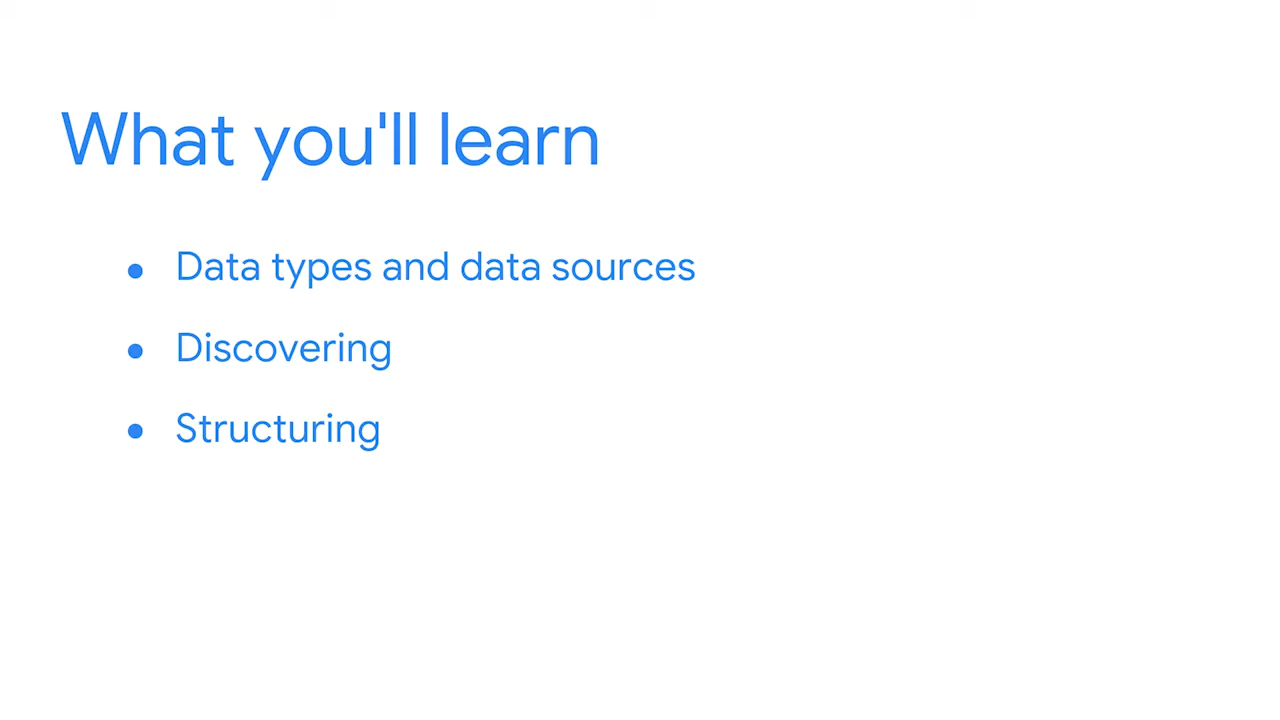 What you'll learn
● Data types and data sources
● Discovering
● Structuring